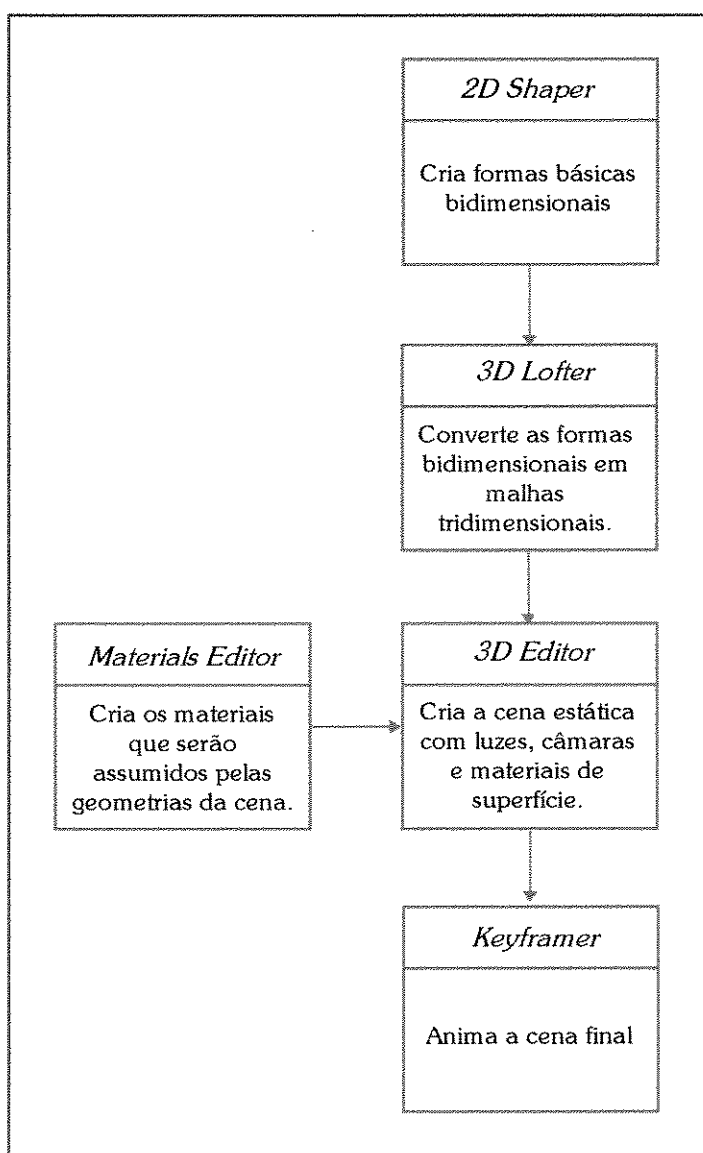 2D Shaper
Cria formas básicas
bidimensionais
3D Lofter
Converte as formas
bidimensionais em
malhas
tridimensionais.
Materials Editor
Cria os materiais
que serão
assumidos pelas
geometrias da cena.
3D Editor
Cria a cena estática
com luzes, câmaras
e materiais de
superfície.
Keyframer
Anima a cena final